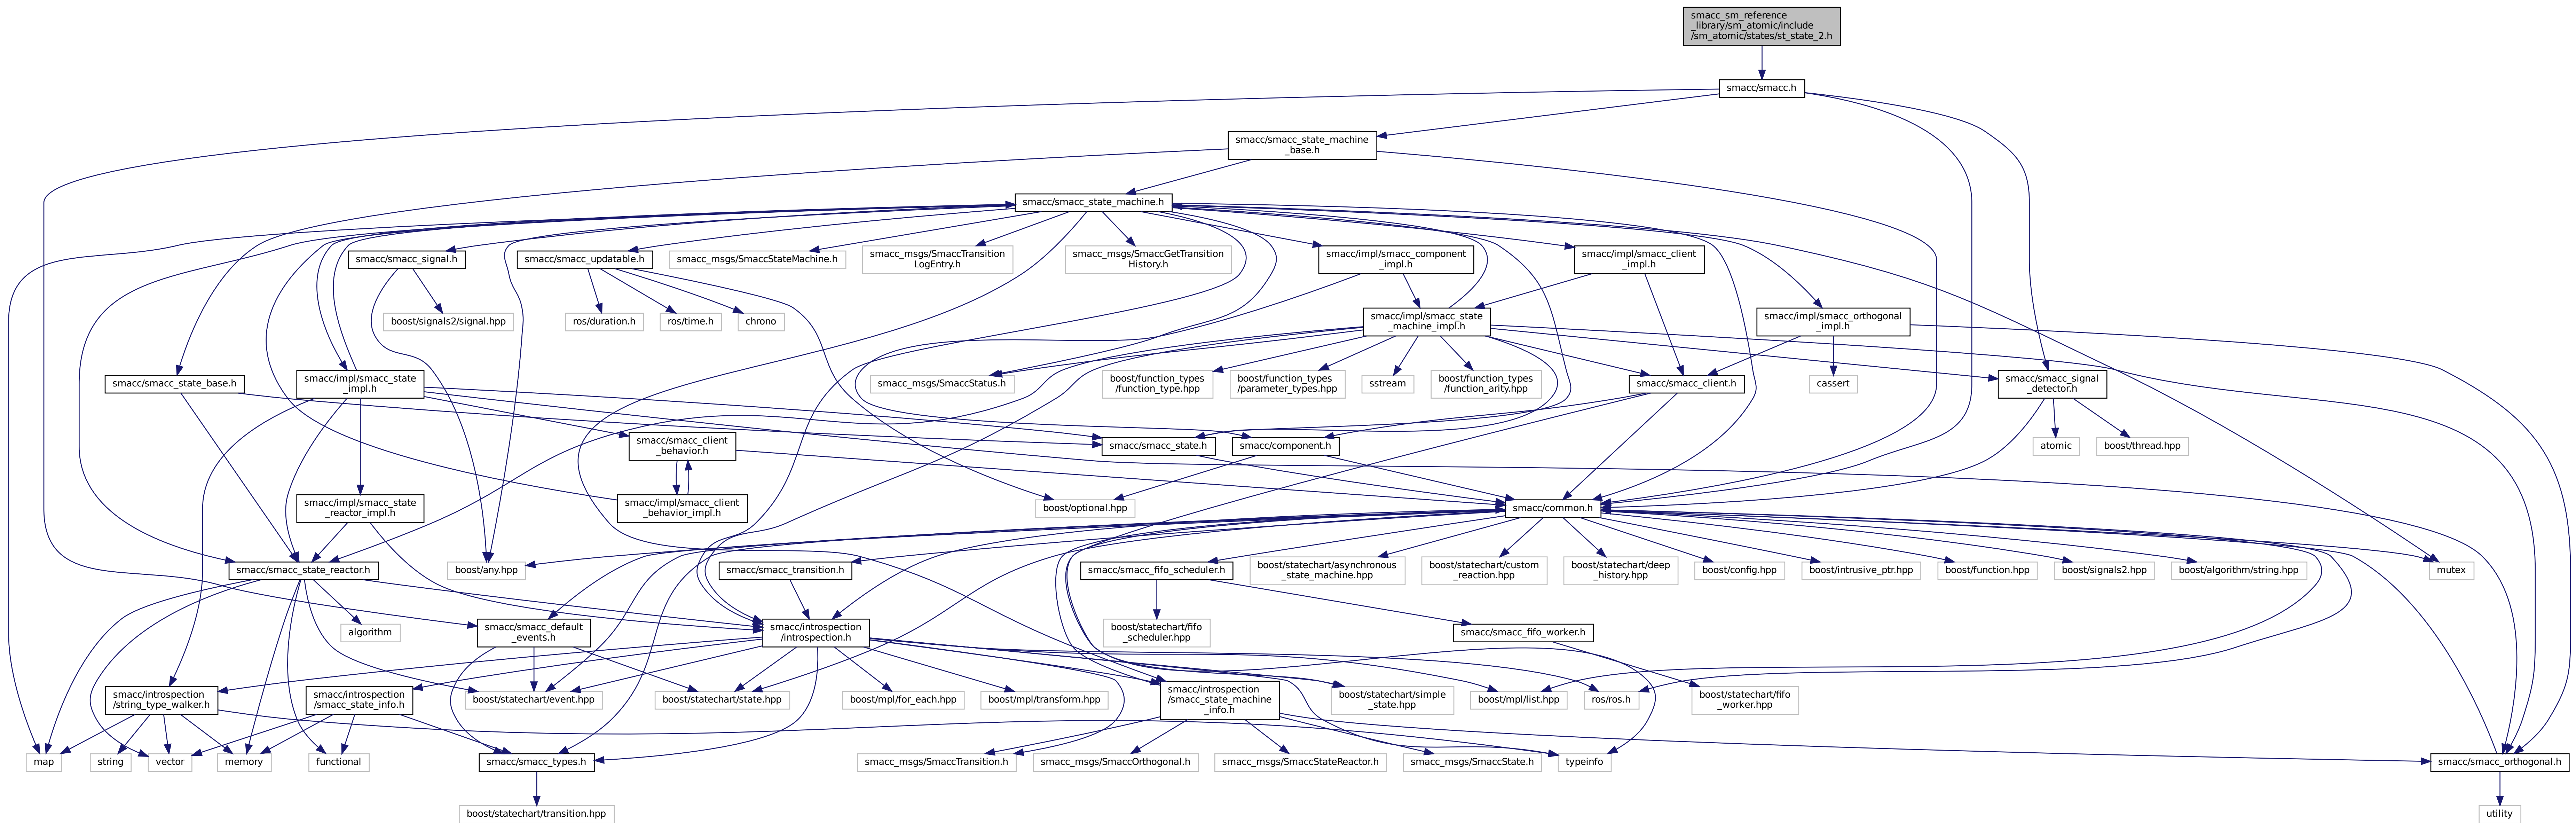 smacc_sm_reference
_library/sm_atomic/include
/sm_atomic/states/st_state_2.h
smacc/smacc.h
smacc/smacc_state_machine
_base.h
smacc/smacc_state_machine.h
smacc/smacc_signal.h
smacc/smacc_updatable.h
smacc_msgs/SmaccStateMachine.h
smacc_msgs/SmaccTransition
LogEntry.h
smacc_msgs/SmaccGetTransition
History.h
smacc/impl/smacc_component
_impl.h
smacc/impl/smacc_client
_impl.h
boost/signals2/signal.hpp
ros/duration.h
ros/time.h
chrono
smacc/impl/smacc_state
_machine_impl.h
smacc/impl/smacc_orthogonal
_impl.h
smacc/smacc_state_base.h
smacc/impl/smacc_state
_impl.h
smacc_msgs/SmaccStatus.h
boost/function_types
/function_type.hpp
boost/function_types
/parameter_types.hpp
sstream
boost/function_types
/function_arity.hpp
smacc/smacc_client.h
cassert
smacc/smacc_signal
_detector.h
smacc/smacc_client
_behavior.h
smacc/smacc_state.h
smacc/component.h
atomic
boost/thread.hpp
smacc/impl/smacc_state
_reactor_impl.h
smacc/impl/smacc_client
_behavior_impl.h
boost/optional.hpp
smacc/common.h
smacc/smacc_state_reactor.h
boost/any.hpp
smacc/smacc_transition.h
smacc/smacc_fifo_scheduler.h
boost/statechart/asynchronous
_state_machine.hpp
boost/statechart/custom
_reaction.hpp
boost/statechart/deep
_history.hpp
boost/config.hpp
boost/intrusive_ptr.hpp
boost/function.hpp
boost/signals2.hpp
boost/algorithm/string.hpp
mutex
algorithm
smacc/smacc_default
_events.h
smacc/introspection
/introspection.h
boost/statechart/fifo
_scheduler.hpp
smacc/smacc_fifo_worker.h
smacc/introspection
/string_type_walker.h
smacc/introspection
/smacc_state_info.h
boost/statechart/event.hpp
boost/statechart/state.hpp
boost/mpl/for_each.hpp
boost/mpl/transform.hpp
smacc/introspection
/smacc_state_machine
_info.h
boost/statechart/simple
_state.hpp
boost/mpl/list.hpp
ros/ros.h
boost/statechart/fifo
_worker.hpp
map
string
vector
memory
functional
smacc/smacc_types.h
smacc_msgs/SmaccTransition.h
smacc_msgs/SmaccOrthogonal.h
smacc_msgs/SmaccStateReactor.h
smacc_msgs/SmaccState.h
typeinfo
smacc/smacc_orthogonal.h
boost/statechart/transition.hpp
utility